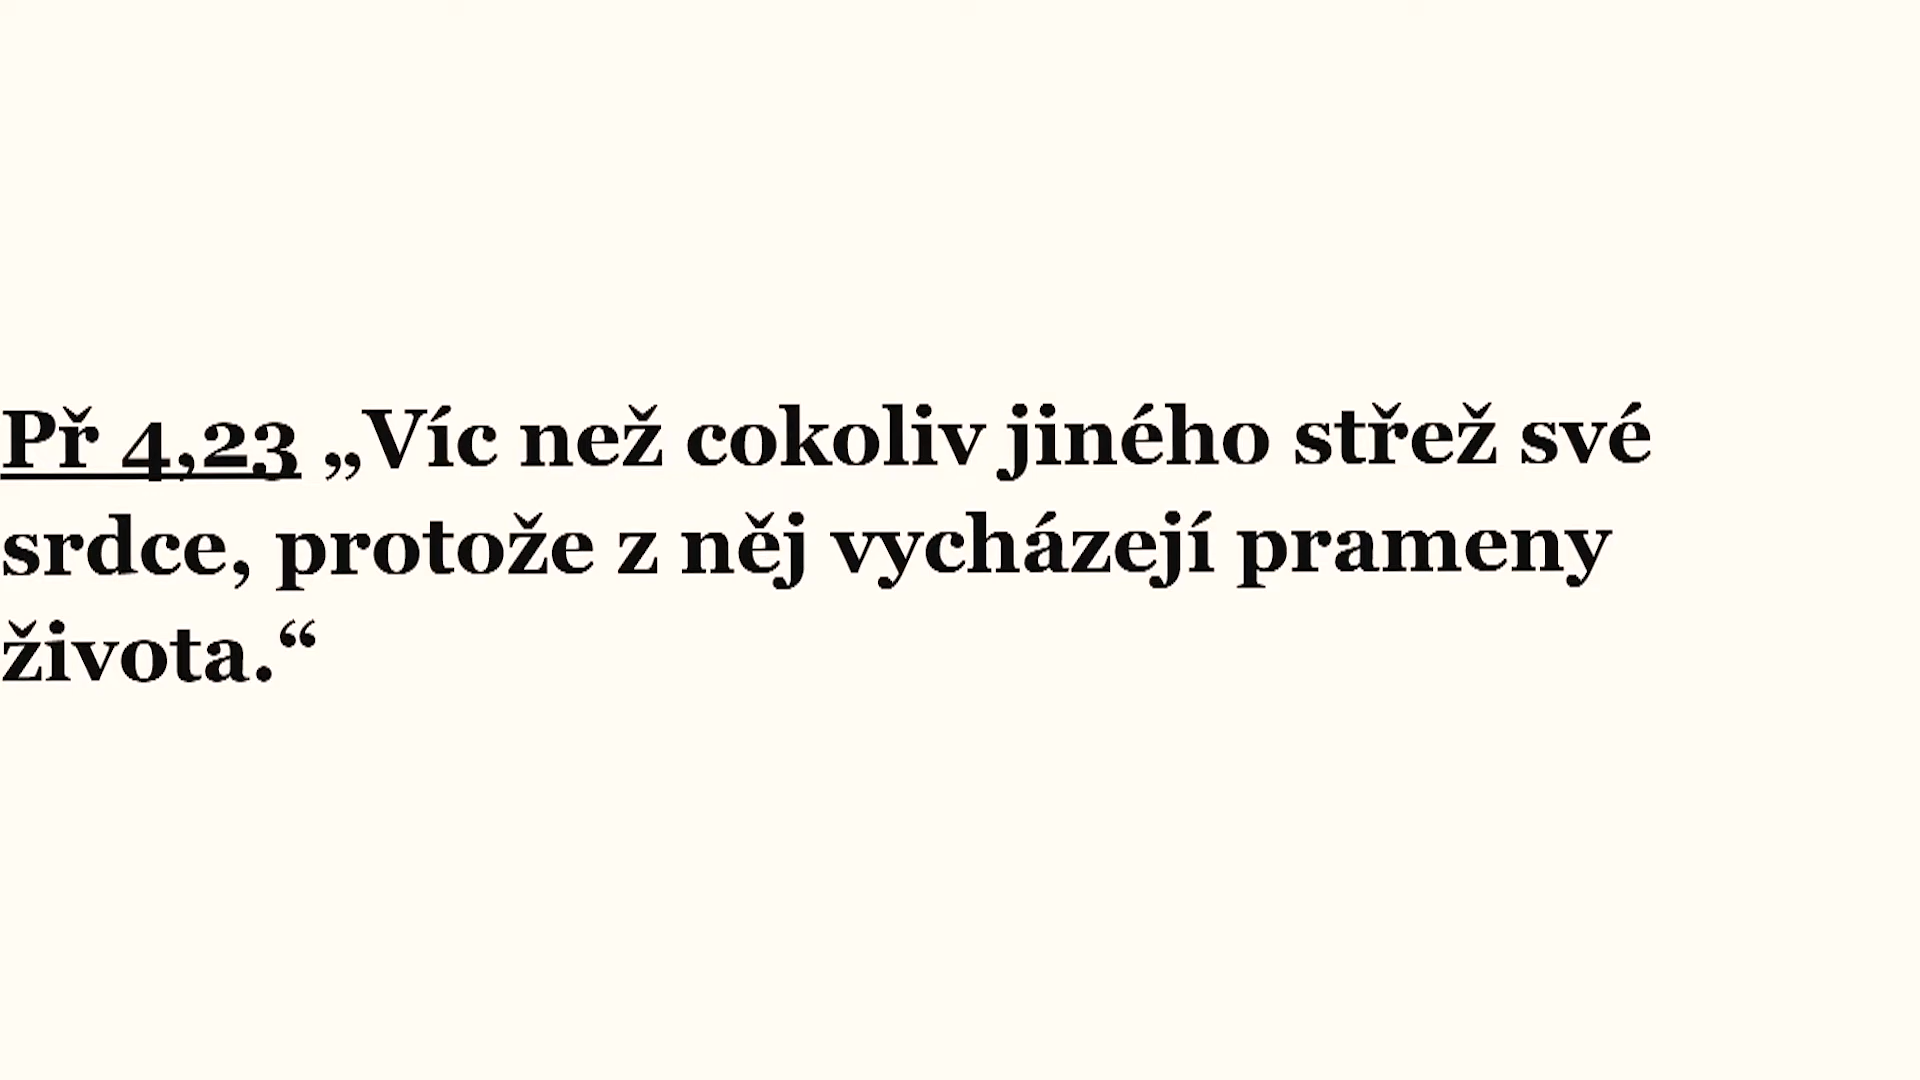 Př 4,23 „Víc než cokoliv jiného střež své
srdce, protože z něj vycházejí prameny
života.“